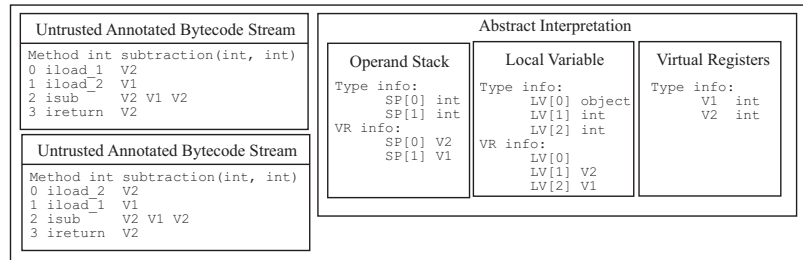 Untrusted Annotated Bytecode Stream
Method int subtraction(int, int)
0 iload_1 V2
1 iload_2 V1
2 isub V2 V1 V2
3 ireturn V2
Untrusted Annotated Bytecode Stream
Method int subtraction(int, int)
0 iload_2 V2
1 iload_1 V1
2 isub V2 V1 V2
3 ireturn V2
Abstract Interpretation
Operand Stack
Type info:
SP[0] int
SP[1] int
VR info:
SP[0] V2
SP[1] V1
Local Variable
Type info:
LV[0] object
LV[1] int
LV[2] int
VR info:
LV[0]
LV[1] V2
LV[2] V1
Virtual Registers
Type info:
V1 int
V2 int